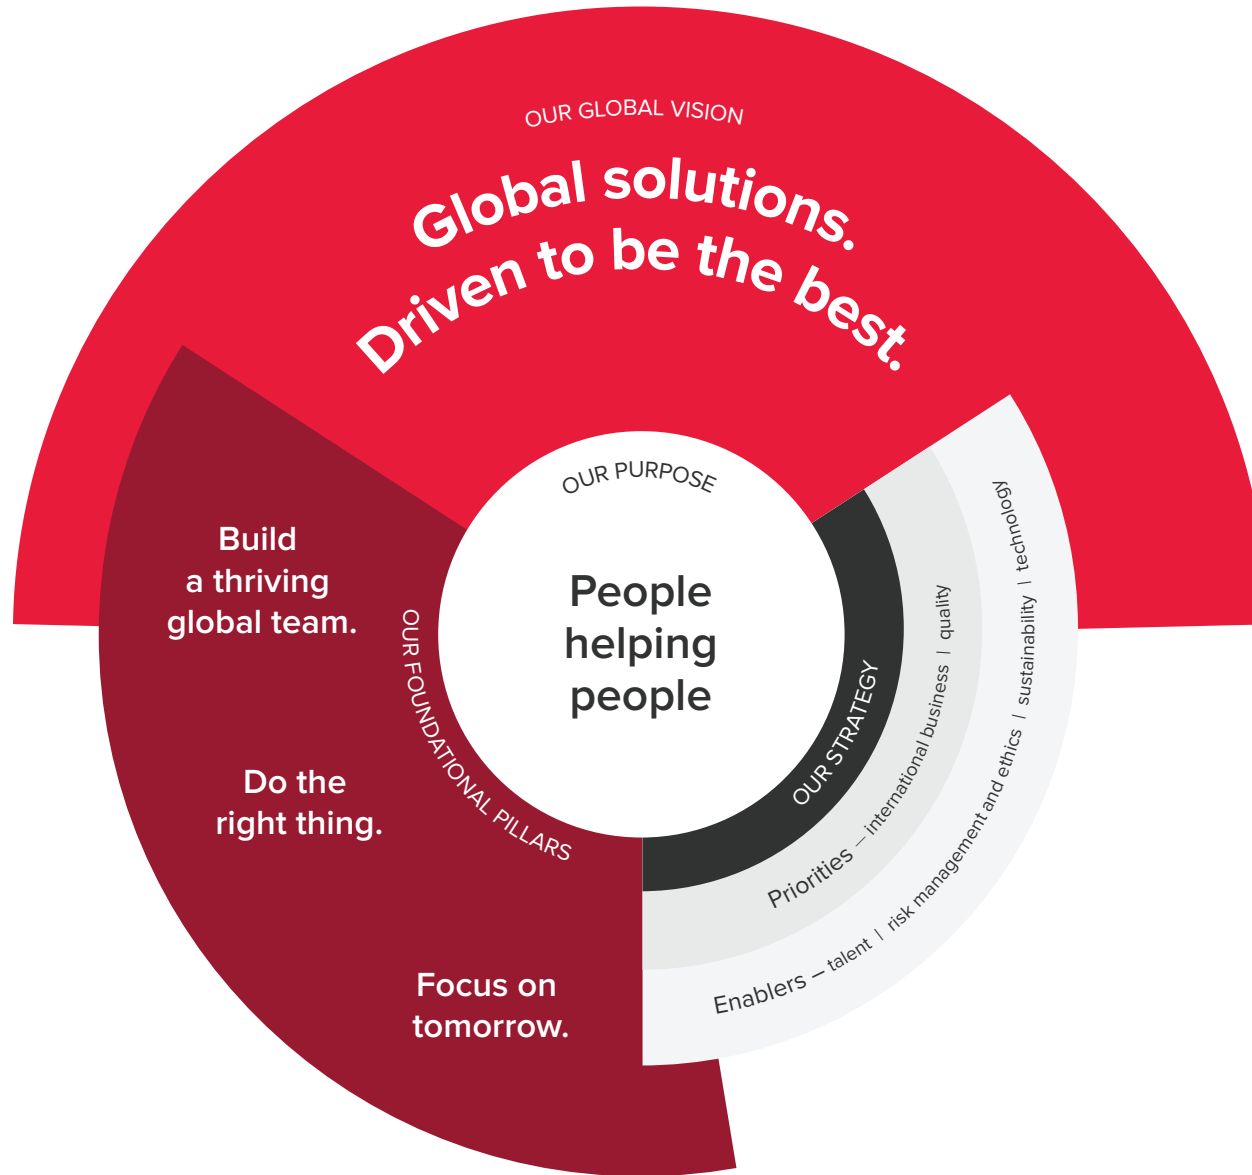 OUR GLOBAL VISION
Global solutions.
Driven to be the best.
OUR PURPOSE
People
helping
people
OUR FOUNDATIONAL PILLARS
Build
a thriving
global team.
Do the
right thing.
Focus on
tomorrow.
OUR STRATEGY
Priorities – international business | quality
Enablers – talent | risk management and ethics | sustainability | technology